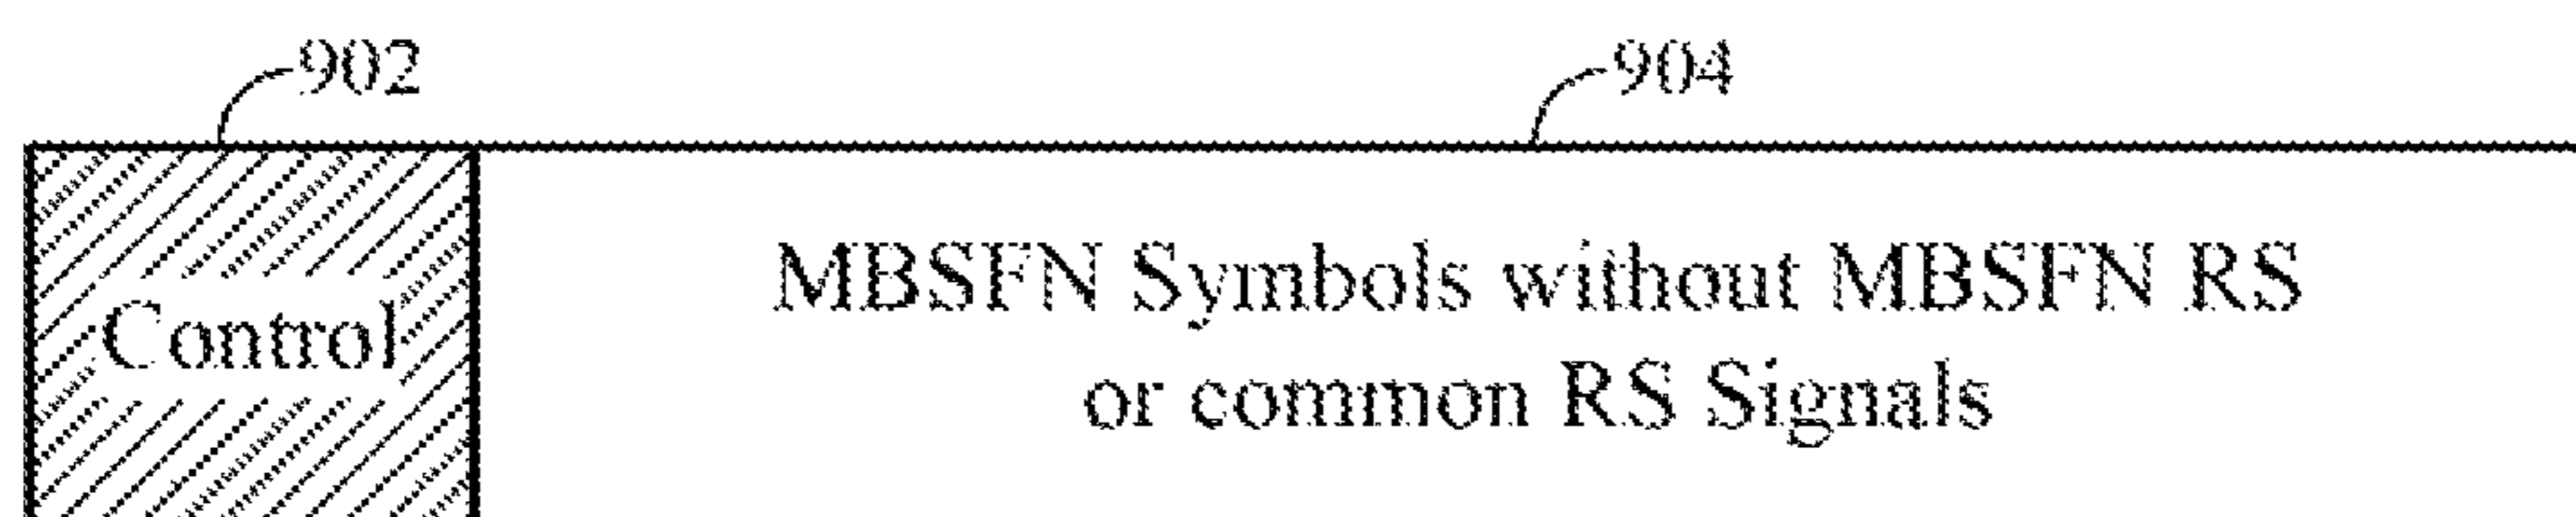 902
904
Control
MBSFN Symbols without MBSFN RS
or common RS Signals